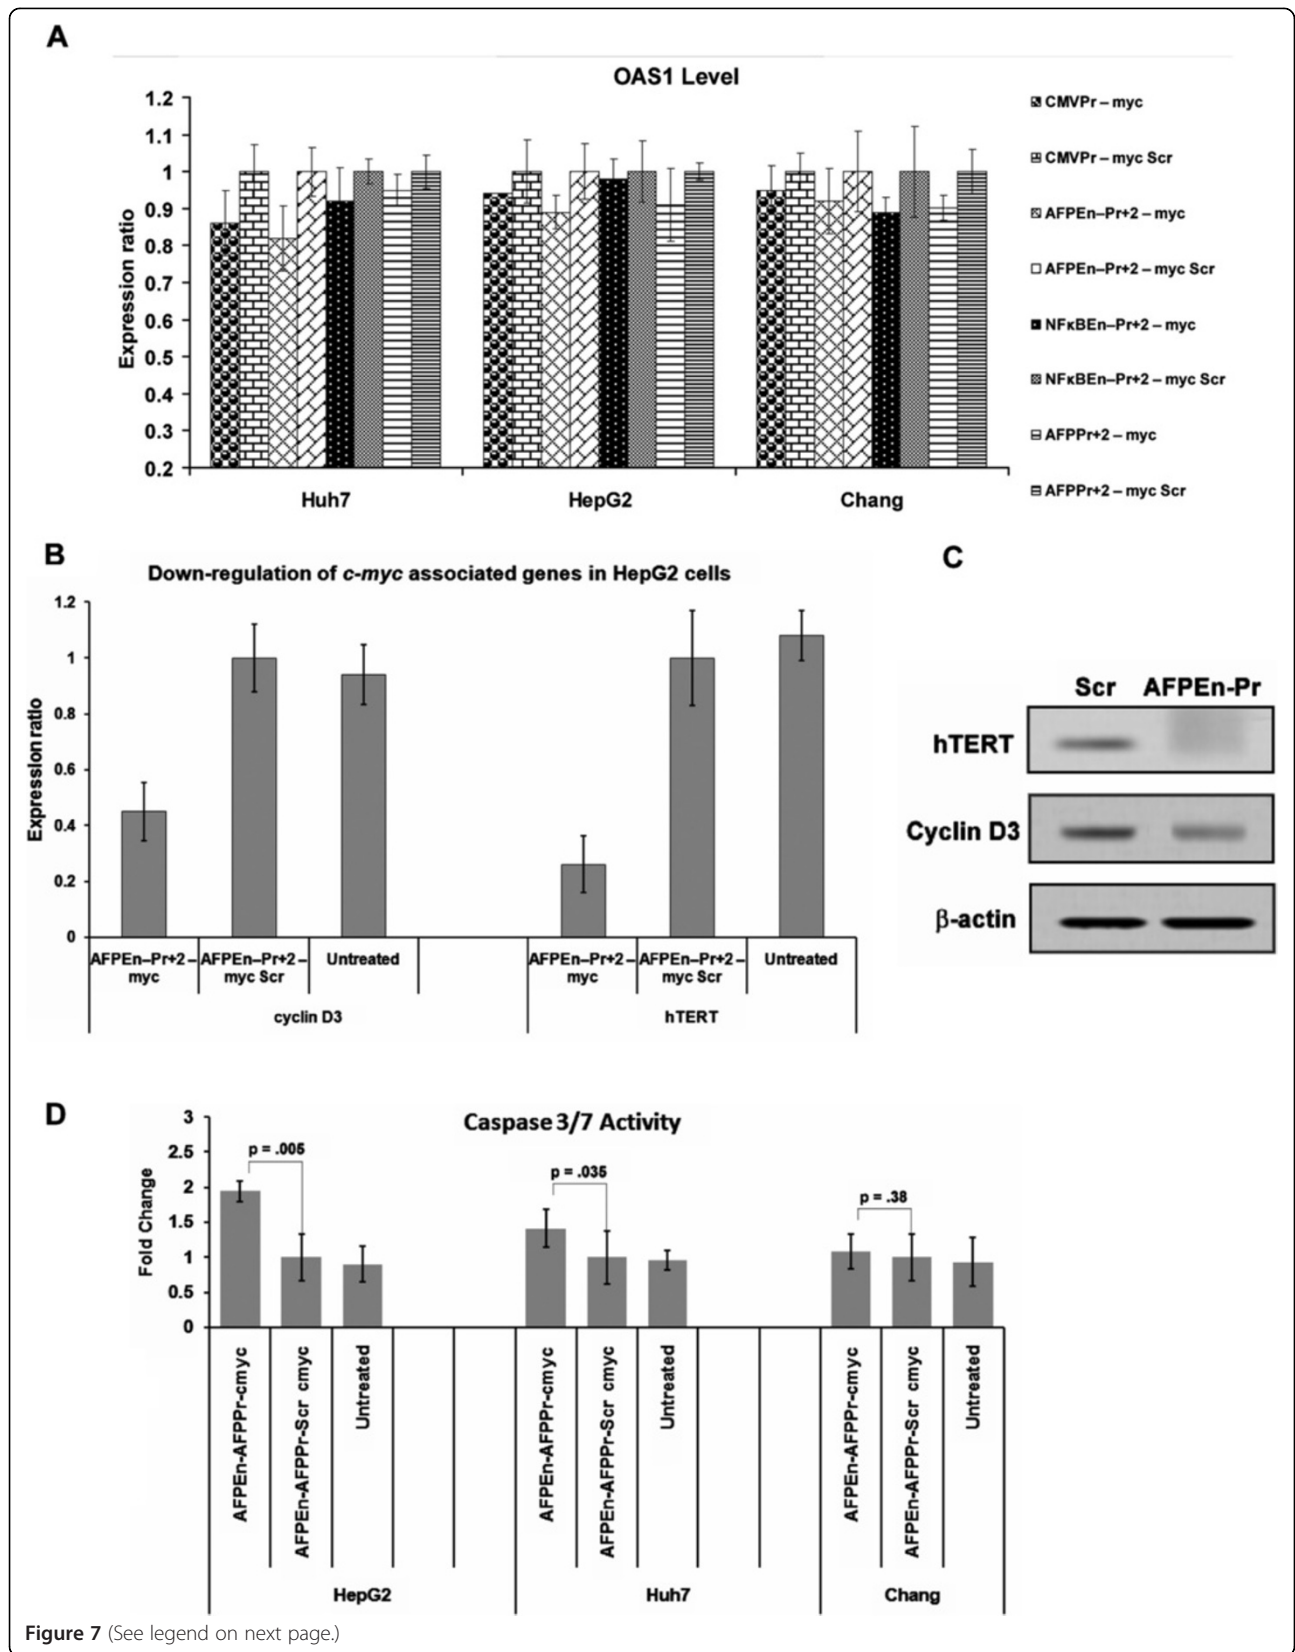 A
OAS1 Level
Expression ratio
1.2
1.1
1
0.9
0.8
0.7
0.6
0.5
0.4
0.3
0.2
Huh7
HepG2
Chang
CMVPr – myc
CMVPr – myc Scr
AFPEn–Pr+2 – myc
AFPEn–Pr+2 – myc Scr
NFκBEn–Pr+2 – myc
NFκBEn–Pr+2 – myc Scr
AFPPr+2 – myc
AFPPr+2 – myc Scr
B
Down-regulation of c-myc associated genes in HepG2 cells
Expression ratio
1.2
1
0.8
0.6
0.4
0.2
0
AFPEn–Pr+2 –
myc
AFPEn–Pr+2 –
myc Scr
Untreated
AFPEn–Pr+2 –
myc
AFPEn–Pr+2 –
myc Scr
Untreated
cyclin D3
hTERT
C
Scr AFPEn-Pr
hTERT
Cyclin D3
β-actin
D
Caspase 3/7 Activity
Fold Change
3
2.5
2
1.5
1
0.5
0
p = .005
p = .035
p = .38
AFPEn-AFPPr-cmyc
AFPEn-AFPPr-Scr cmyc
Untreated
AFPEn-AFPPr-cmyc
AFPEn-AFPPr-Scr cmyc
Untreated
AFPEn-AFPPr-cmyc
AFPEn-AFPPr-Scr cmyc
Untreated
HepG2
Huh7
Chang
Figure 7 (See legend on next page.)